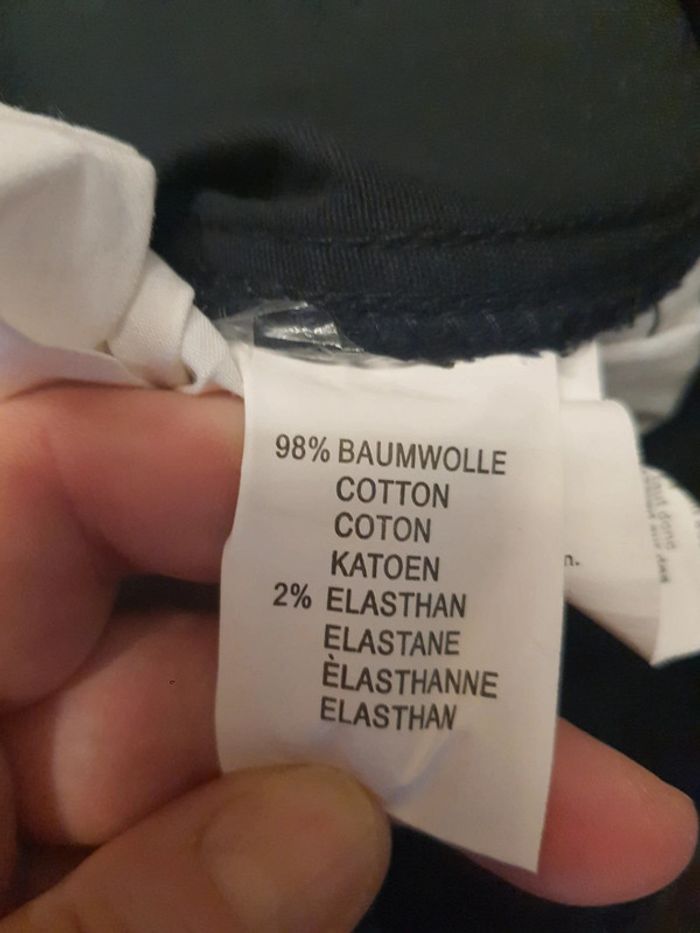 98% BAUMWOLLE
COTTON
COTON
KATOEN
2% ELASTHAN
ELASTANE
ÈLASTHANNE
ELASTHAN
n.